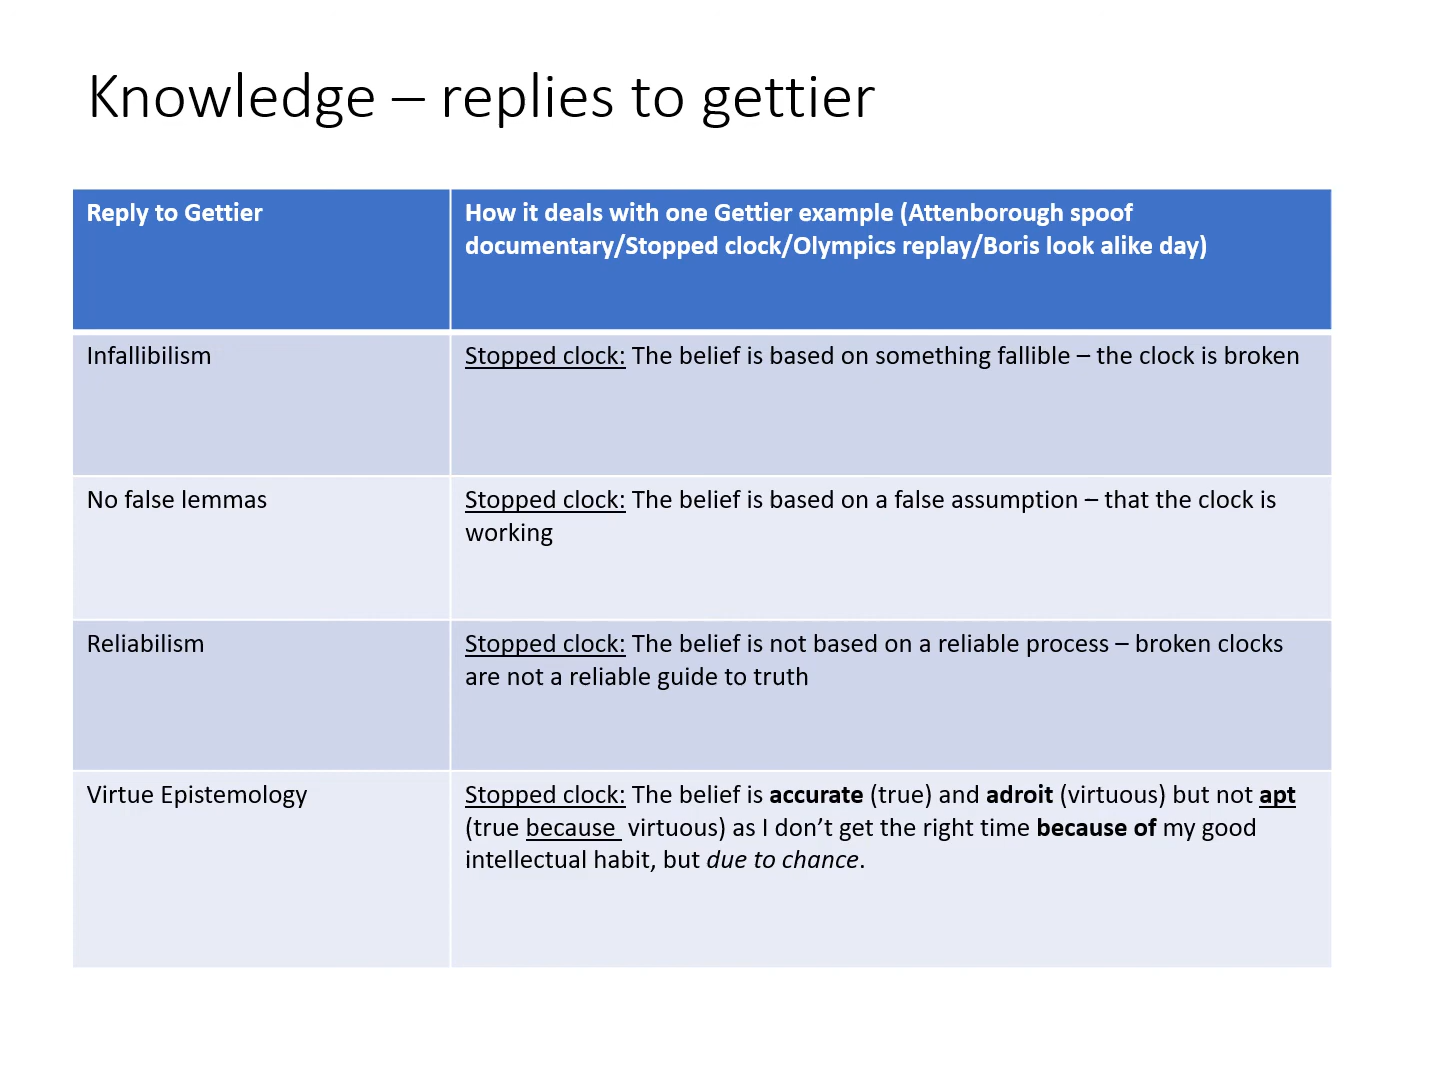 Knowledge – replies to gettier
Reply to Gettier
How it deals with one Gettier example (Attenborough spoof
documentary/Stopped clock/Olympics replay/Boris look alike day)
Infallibilism
Stopped clock: The belief is based on something fallible – the clock is broken
No false lemmas
Stopped clock: The belief is based on a false assumption – that the clock is
working
Reliabilism
Stopped clock: The belief is not based on a reliable process – broken clocks
are not a reliable guide to truth
Virtue Epistemology
Stopped clock: The belief is accurate (true) and adroit (virtuous) but not apt
(true because virtuous) as I don’t get the right time because of my good
intellectual habit, but due to chance.